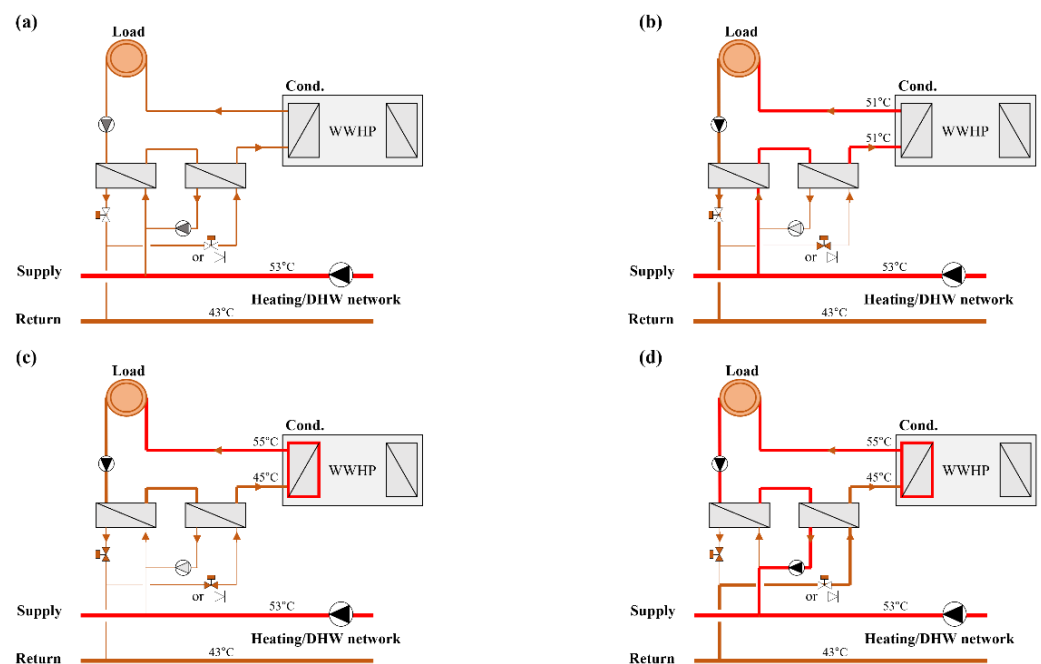 (a)
Load
Cond.
WWHP
or
Supply
53°C
Heating/DHW network
Return
43°C
(b)
Load
Cond.
51°C
WWHP
51°C
or
Supply
53°C
Heating/DHW network
Return
43°C
(c)
Load
Cond.
55°C
WWHP
45°C
or
Supply
53°C
Heating/DHW network
Return
43°C
(d)
Load
Cond.
55°C
WWHP
45°C
or
Supply
53°C
Heating/DHW network
Return
43°C